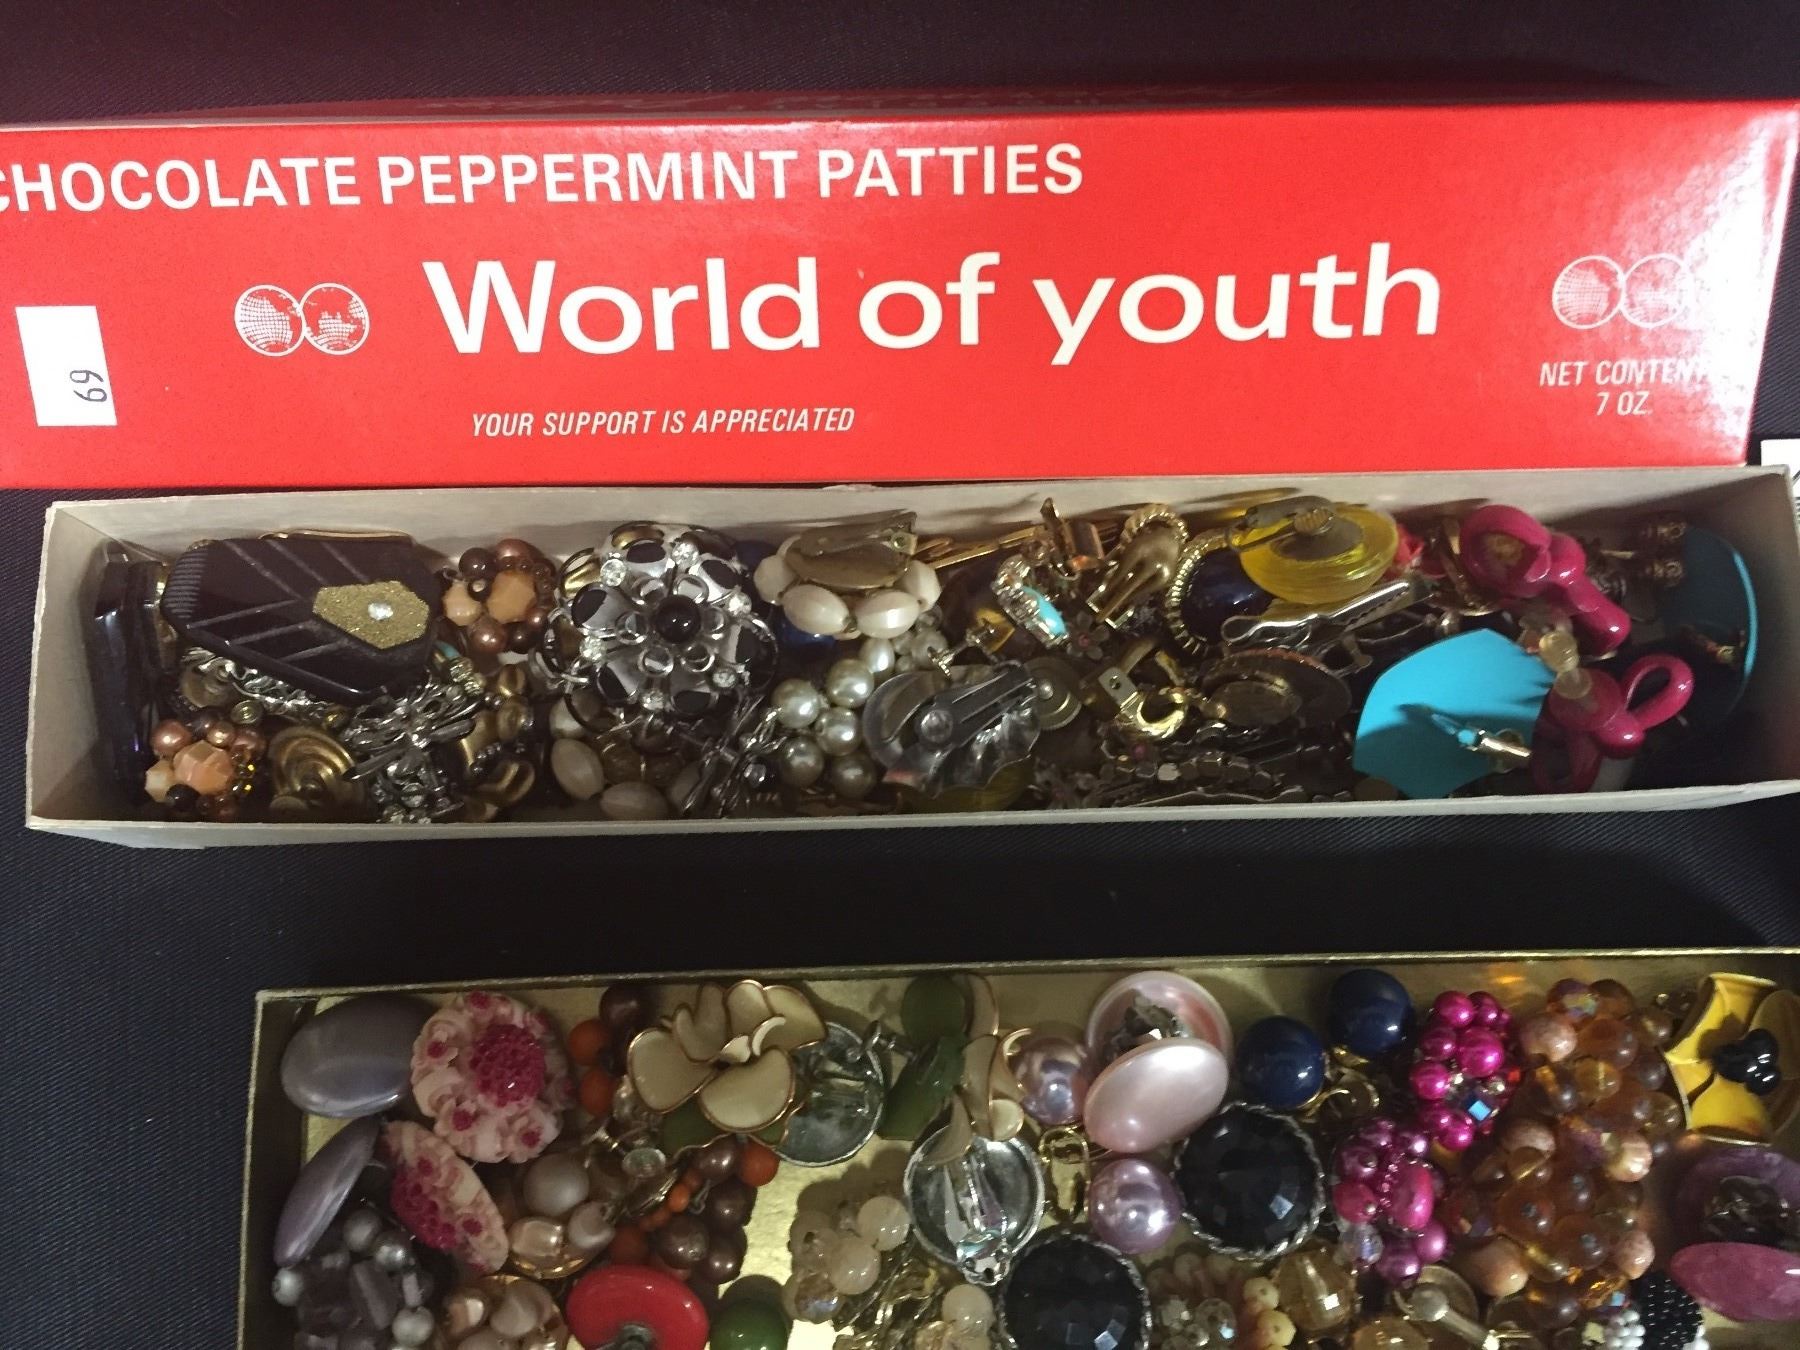 CHOCOLATE PEPPERMINT PATTIES
World of youth
69
YOUR SUPPORT IS APPRECIATED
NET CONTENT
7 OZ.